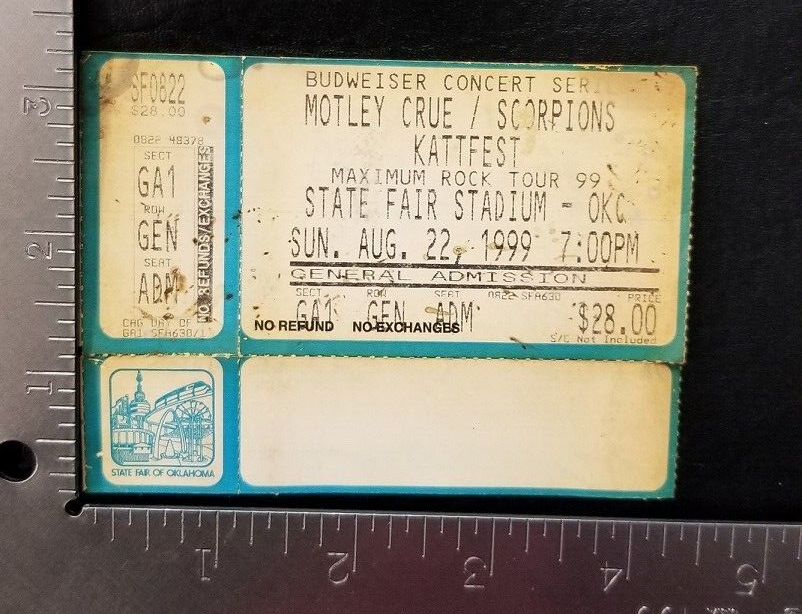 SF0822
$28.00
0822 48378
SECT
GA1
ROW
GEN
SEAT
ADM
NO REFUNDS/EXCHANGES
GA1 SFA630/1
BUDWEISER CONCERT SERI
MOTLEY CRUE / SCORPIONS
KATTFEST
MAXIMUM ROCK TOUR 99
STATE FAIR STADIUM - OKC
SUN. AUG. 22, 1999 7:00PM
GENERAL ADMISSION
SECT ROW SEAT 0822 SFA630 PRICE
GA1 GEN ADM $28.00
NO REFUND NO EXCHANGES
S/C Not Included
STATE FAIR OF OKLAHOMA
3
2
1
1 2 3 4 5